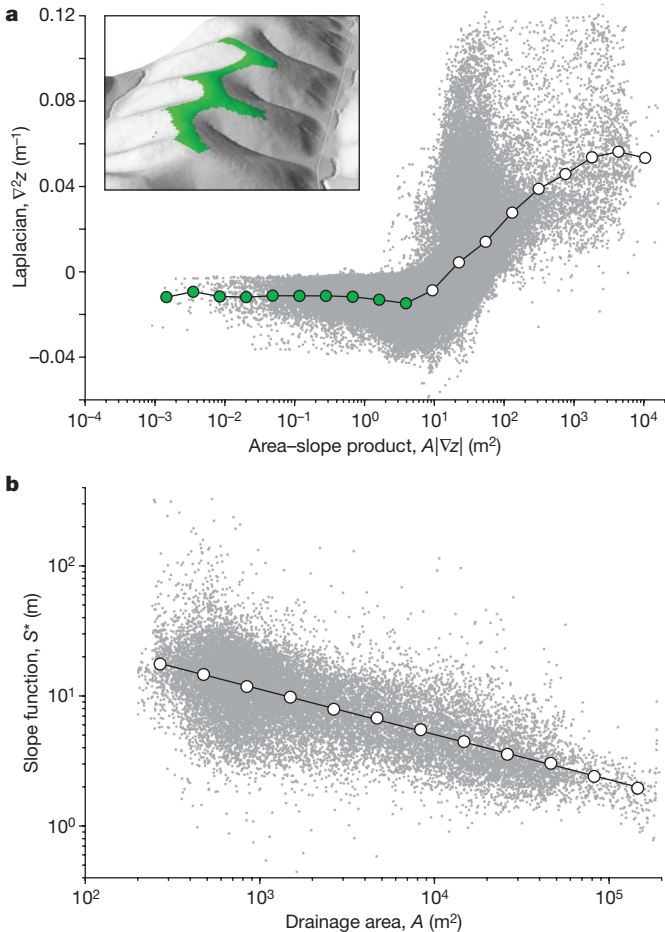 a
0.12
0.08
0.04
0
−0.04
Laplacian, ∇²z (m⁻¹)
10⁻⁴ 10⁻³ 10⁻² 10⁻¹ 10⁰ 10¹ 10² 10³ 10⁴
Area–slope product, A|∇z| (m²)
b
10²
10¹
10⁰
Slope function, S* (m)
10² 10³ 10⁴ 10⁵
Drainage area, A (m²)